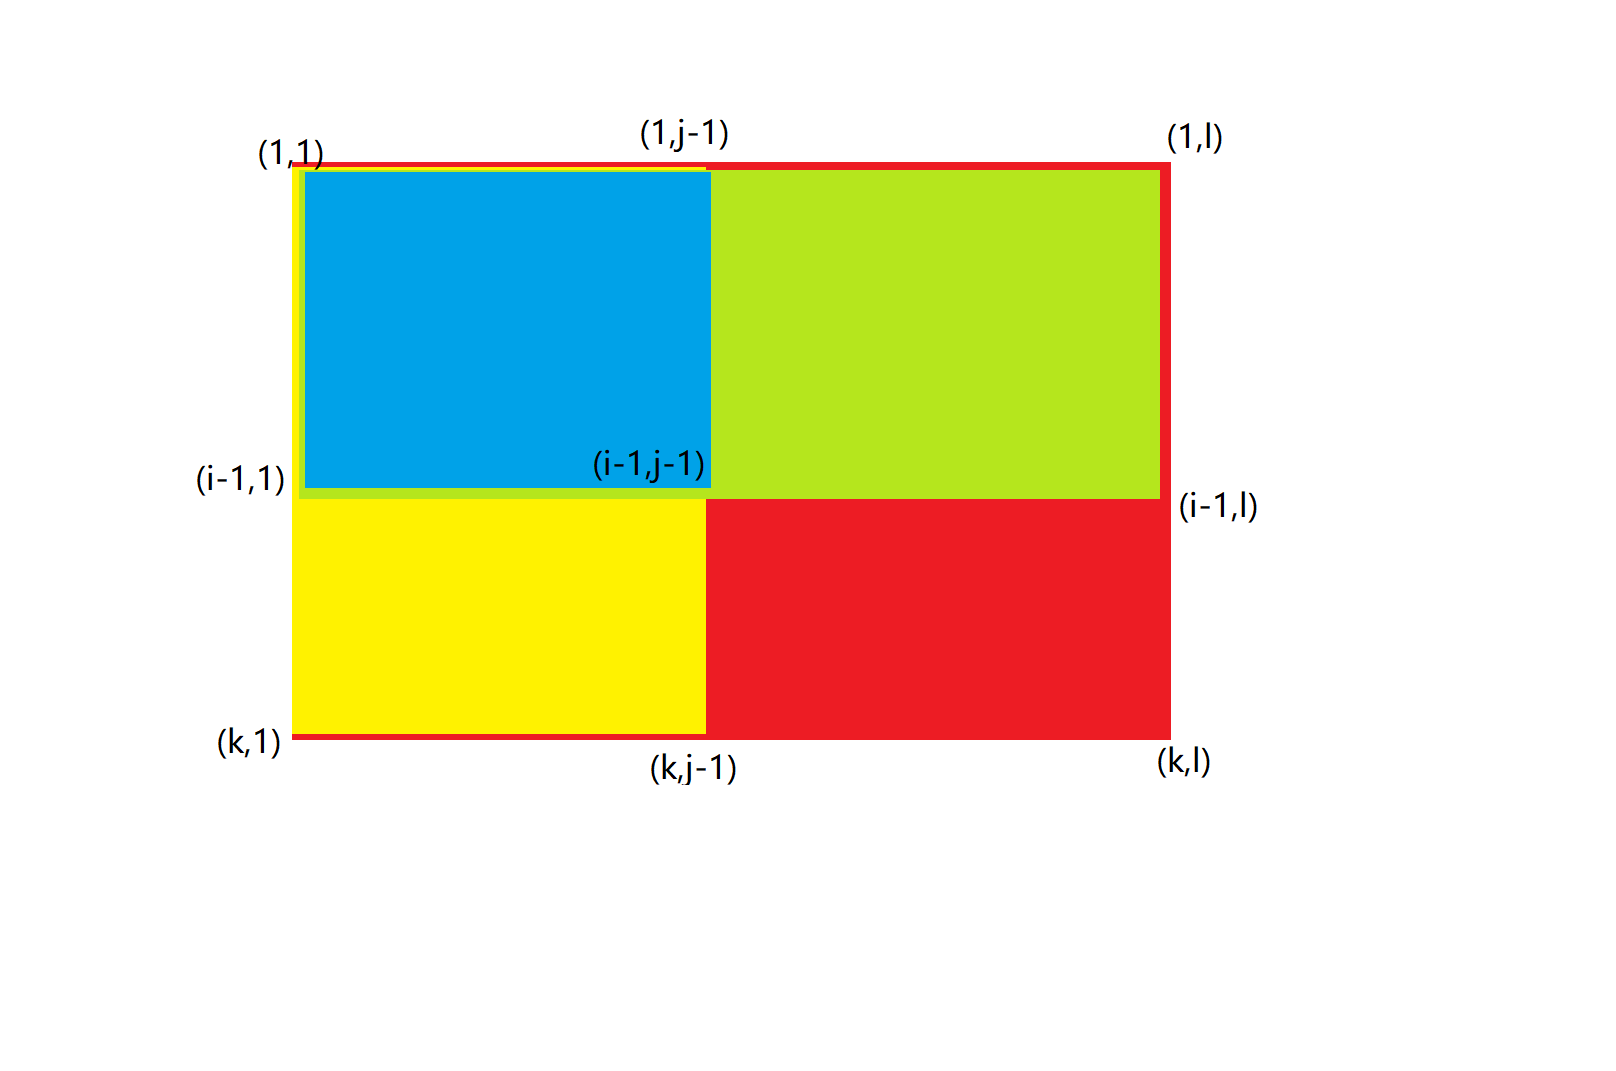 (1,j-1)
(1,l)
(1,1)
(i-1,j-1)
(i-1,1)
(i-1,l)
(k,1)
(k,l)
(k,j-1)